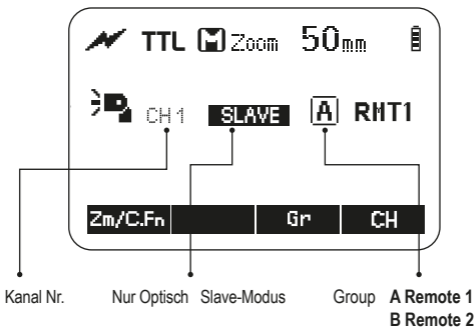 TTL M Zoom 50mm
CH 1 SLAVE A RMT1
Zm/C.Fn Gr CH
Kanal Nr. Nur Optisch Slave-Modus Group A Remote 1
B Remote 2